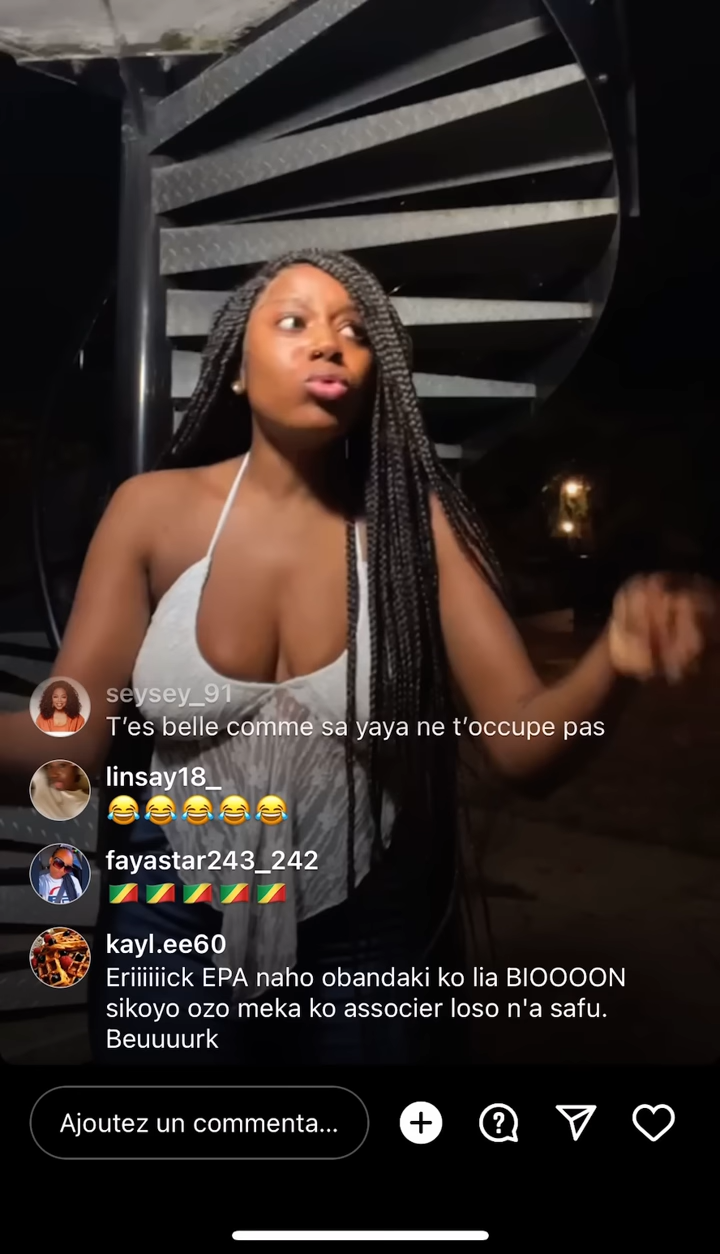 seysey_91
T'es belle comme sa yaya ne t'occupe pas
linsay18_
😂😂😂😂😂
fayastar243_242
🇨🇬🇨🇬🇨🇬🇨🇬🇨🇬
kayl.ee60
Eriiiiiick EPA naho obandaki ko lia BIOOOON
sikoyo ozo meka ko associer loso n'a safu.
Beuuuurk
Ajoutez un commenta...